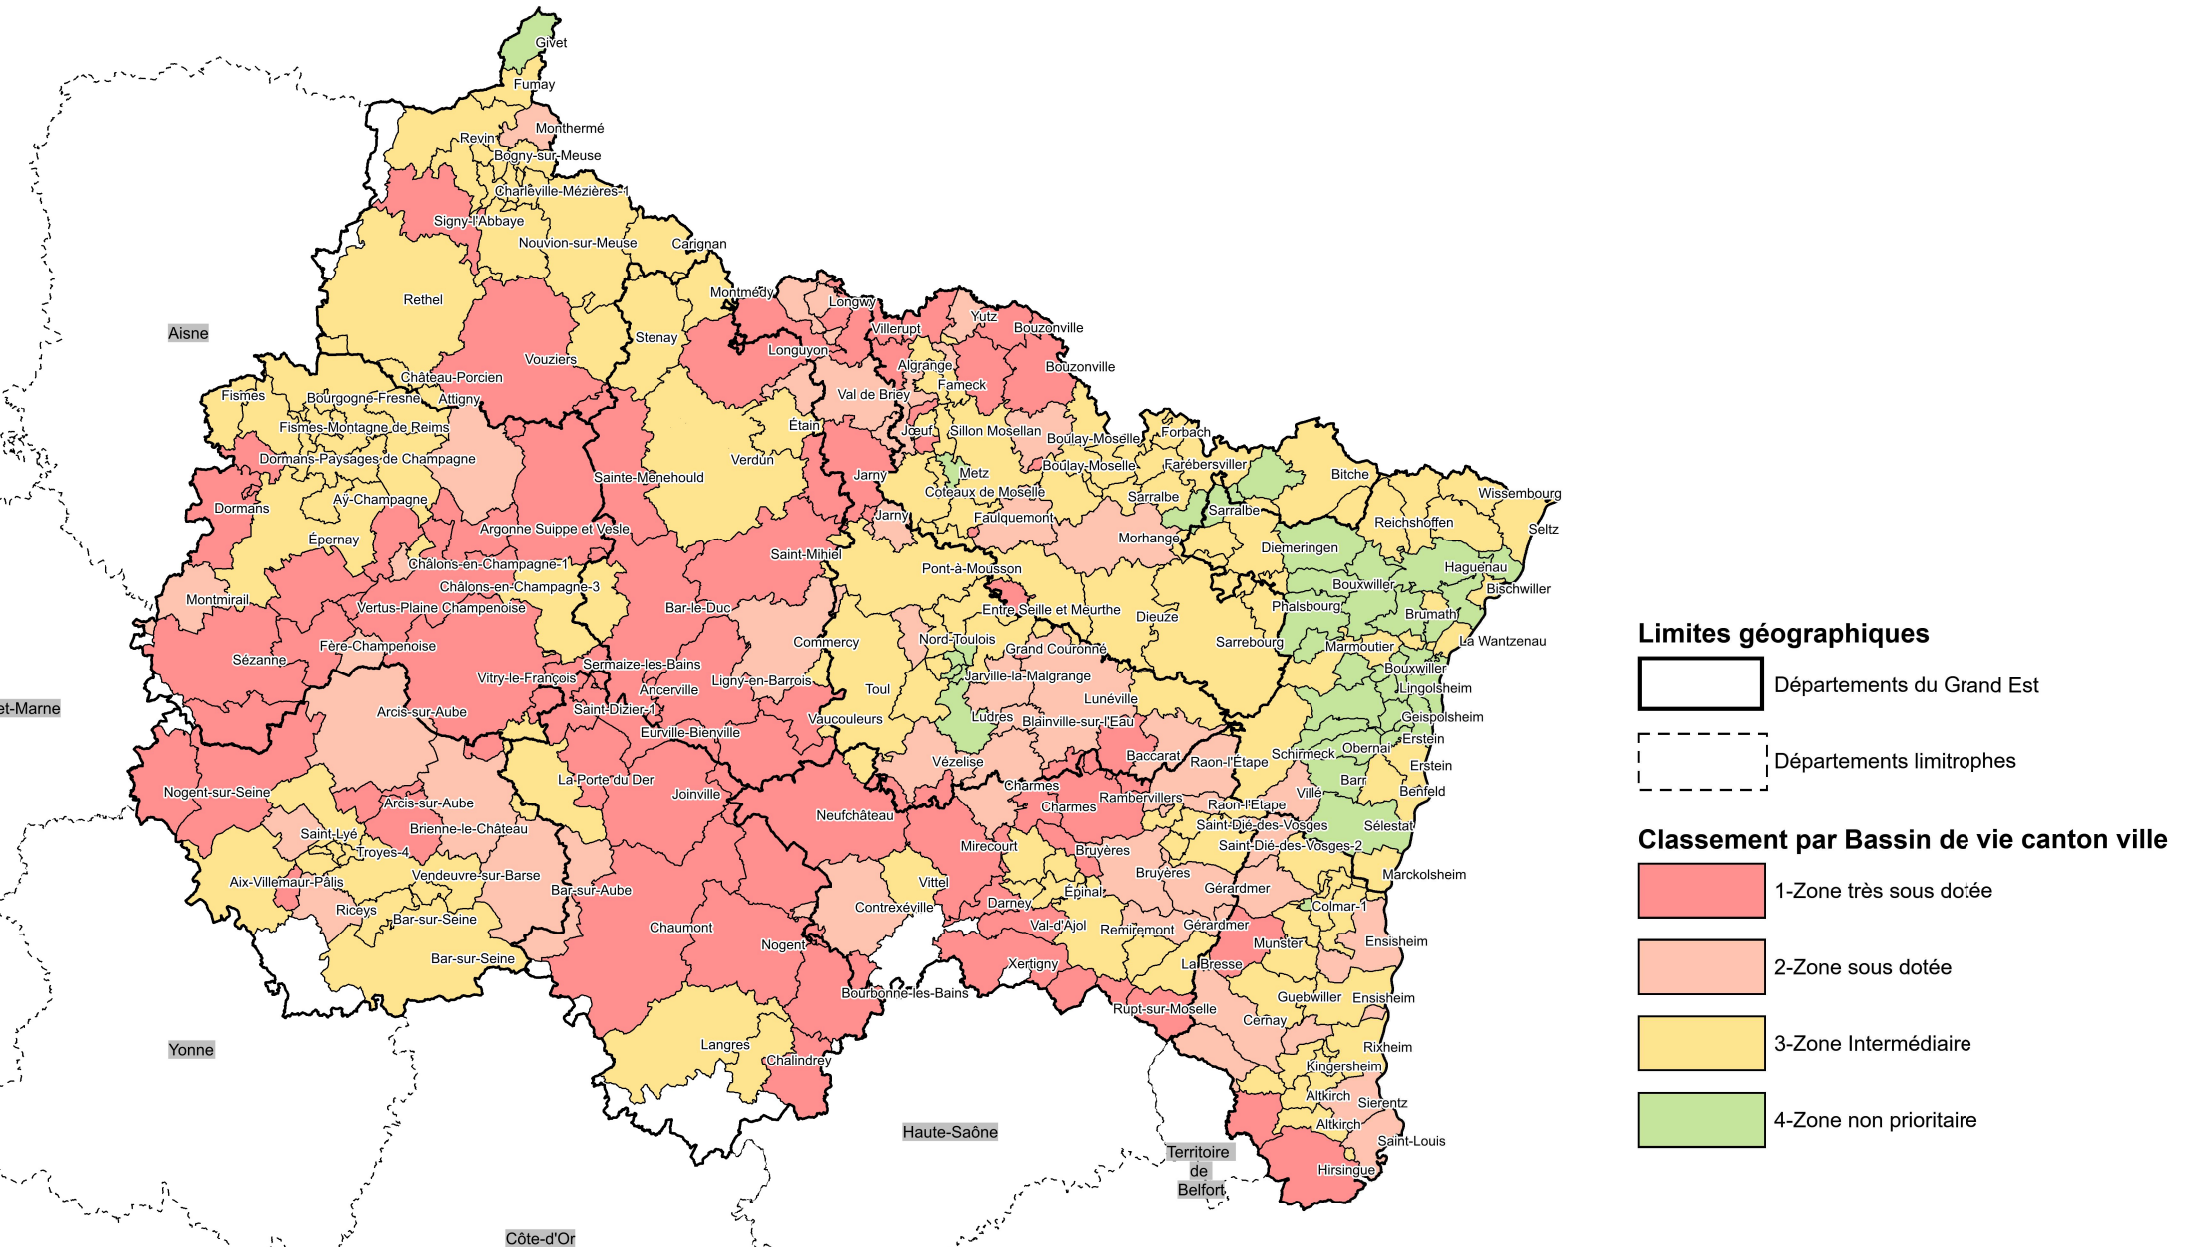 Givet
Fumay
Monthermé
Revin
Bogny-sur-Meuse
Charleville-Mézières-1
Signy-l'Abbaye
Nouvion-sur-Meuse
Carignan
Rethel
Montmédy
Longwy
Yutz
Aisne
Stenay
Villerupt
Bouzonville
Vouziers
Longuyon
Algrange
Bouzonville
Château-Porcien
Fameck
Fismes
Bourgogne-Fresne
Attigny
Val de Briey
Fismes-Montagne de Reims
Étain
Jœuf
Sillon Mosellan
Boulay-Moselle
Forbach
Dormans-Paysages de Champagne
Verdun
Boulay-Moselle
Farébersviller
Sainte-Menehould
Jarny
Metz
Bitche
Aÿ-Champagne
Coteaux de Moselle
Sarralbe
Wissembourg
Dormans
Jarny
Faulquemont
Sarralbe
Reichshoffen
Seltz
Argonne Suippe et Vesle
Épernay
Morhange
Diemeringen
Saint-Mihiel
Châlons-en-Champagne-1
Pont-à-Mousson
Haguenau
Châlons-en-Champagne-3
Bouxwiller
Bischwiller
Montmirail
Vertus-Plaine Champenoise
Bar-le-Duc
Entre Seille et Meurthe
Dieuze
Phalsbourg
Brumath
Fère-Champenoise
Commercy
Nord-Toulois
Grand Couronné
Sarrebourg
Marmoutier
La Wantzenau
Sézanne
Sermaize-les-Bains
Vitry-le-François
Ligny-en-Barrois
Jarville-la-Malgrange
Bouxwiller
Ancerville
Toul
Lunéville
Lingolsheim
et-Marne
Arcis-sur-Aube
Saint-Dizier-1
Vaucouleurs
Ludres
Blainville-sur-l'Eau
Geispolsheim
Eurville-Bienville
Erstein
Obernai
Schirmeck
Vézelise
Baccarat
Raon-l'Étape
Erstein
La Porte du Der
Nogent-sur-Seine
Joinville
Charmes
Barr
Benfeld
Arcis-sur-Aube
Charmes
Rambervillers
Raon-l'Étape
Villé
Neufchâteau
Saint-Lyé
Brienne-le-Château
Saint-Dié-des-Vosges
Sélestat
Troyes-4
Mirecourt
Bruyères
Saint-Dié-des-Vosges-2
Aix-Villemaur-Pâlis
Vendeuvre-sur-Barse
Bar-sur-Aube
Vittel
Épinal
Bruyères
Gérardmer
Marckolsheim
Riceys
Bar-sur-Seine
Contrexéville
Darney
Colmar-1
Chaumont
Val-d'Ajol
Remiremont
Gérardmer
Nogent
Munster
Ensisheim
Bar-sur-Seine
Xertigny
La Bresse
Bourbonne-les-Bains
Guebwiller
Ensisheim
Rupt-sur-Moselle
Cernay
Yonne
Langres
Chalindrey
Rixheim
Kingersheim
Altkirch
Sierentz
Haute-Saône
Altkirch
Saint-Louis
Territoire
de
Belfort
Hirsingue
Côte-d'Or
Limites géographiques
Départements du Grand Est
Départements limitrophes
Classement par Bassin de vie canton ville
1-Zone très sous dotée
2-Zone sous dotée
3-Zone Intermédiaire
4-Zone non prioritaire